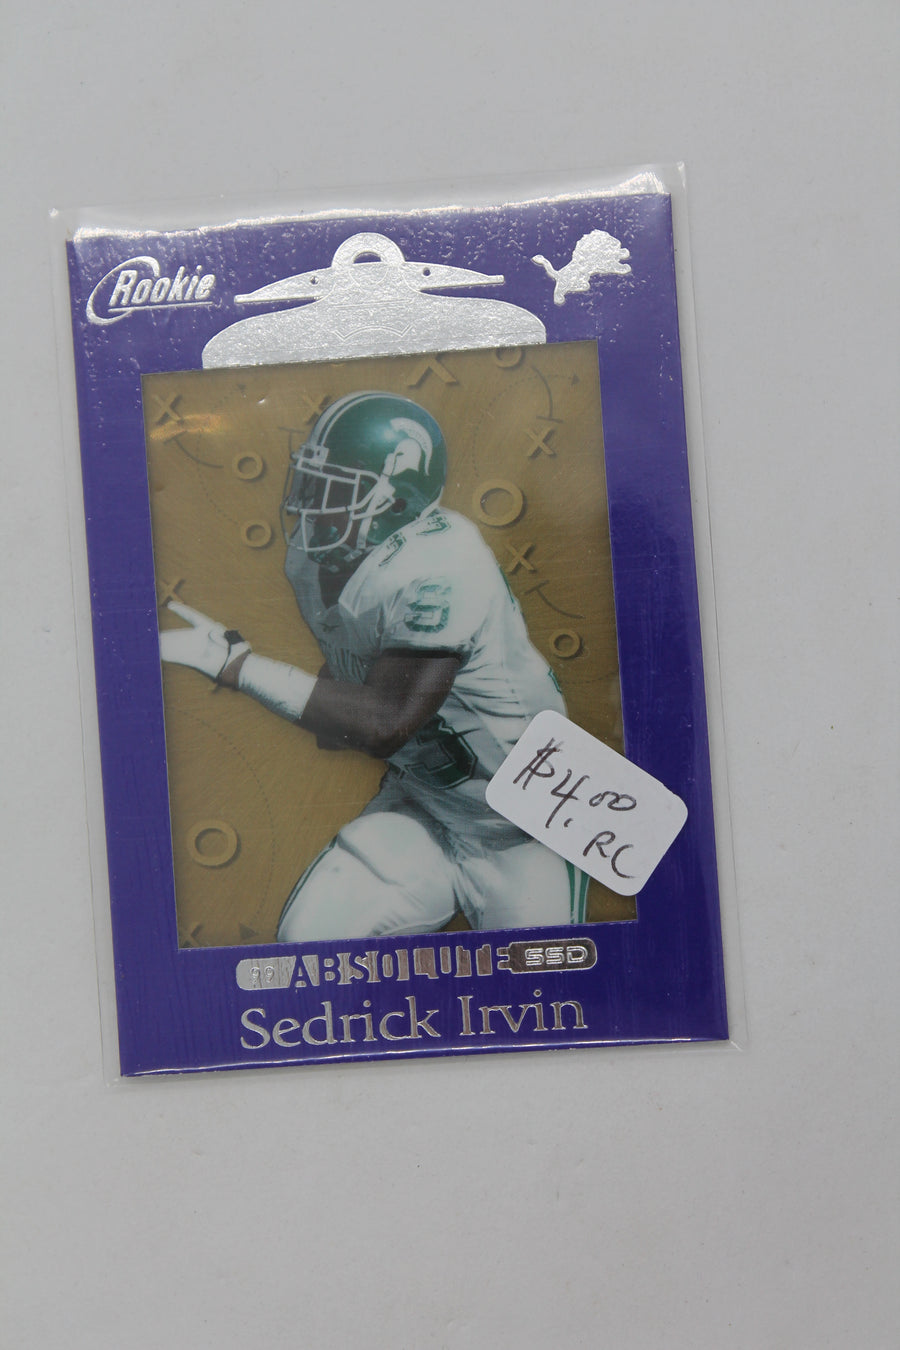 Rookie
$4.00
RC
99 ABSOLUTE SSD
Sedrick Irvin